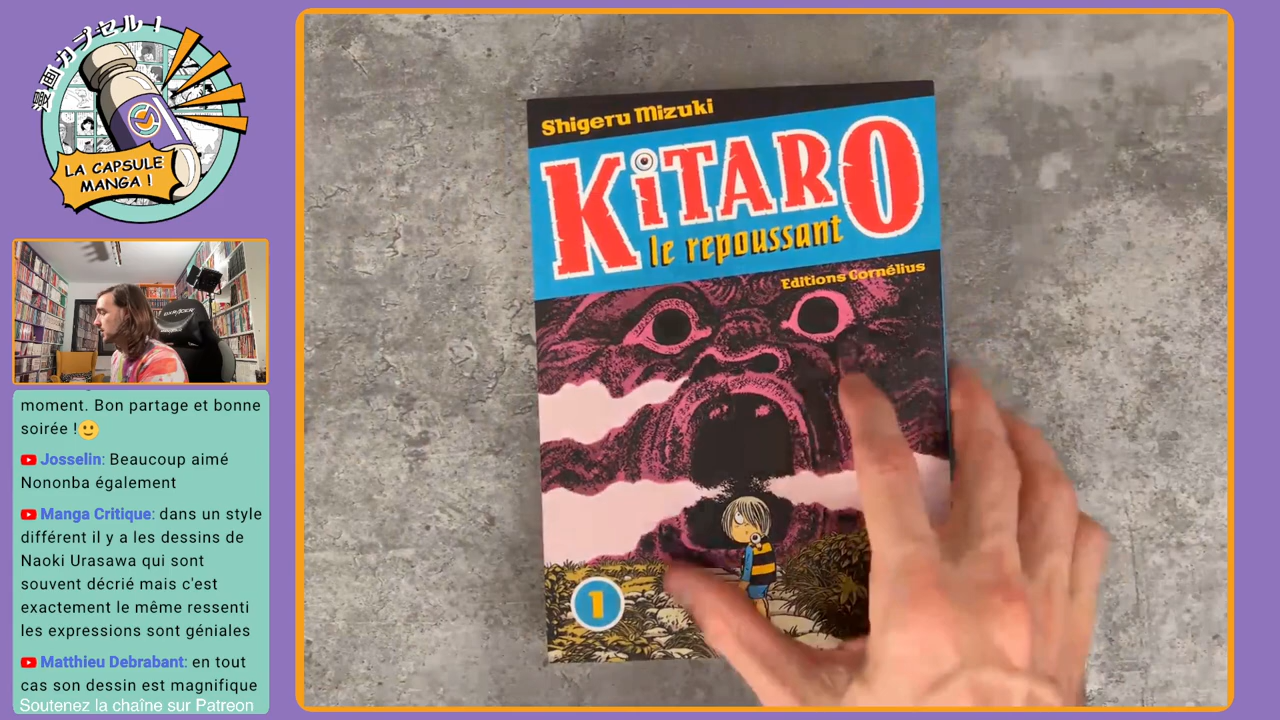 漫画カプセル!
LA CAPSULE
MANGA !
moment. Bon partage et bonne
soirée !🙂
Josselin: Beaucoup aimé
Nononba également
Manga Critique: dans un style
différent il y a les dessins de
Naoki Urasawa qui sont
souvent décrié mais c'est
exactement le même ressenti
les expressions sont géniales
Matthieu Debrabant: en tout
cas son dessin est magnifique
Soutenez la chaîne sur Patreon
Shigeru Mizuki
KiTARO
le repoussant
Editions Cornélius
1